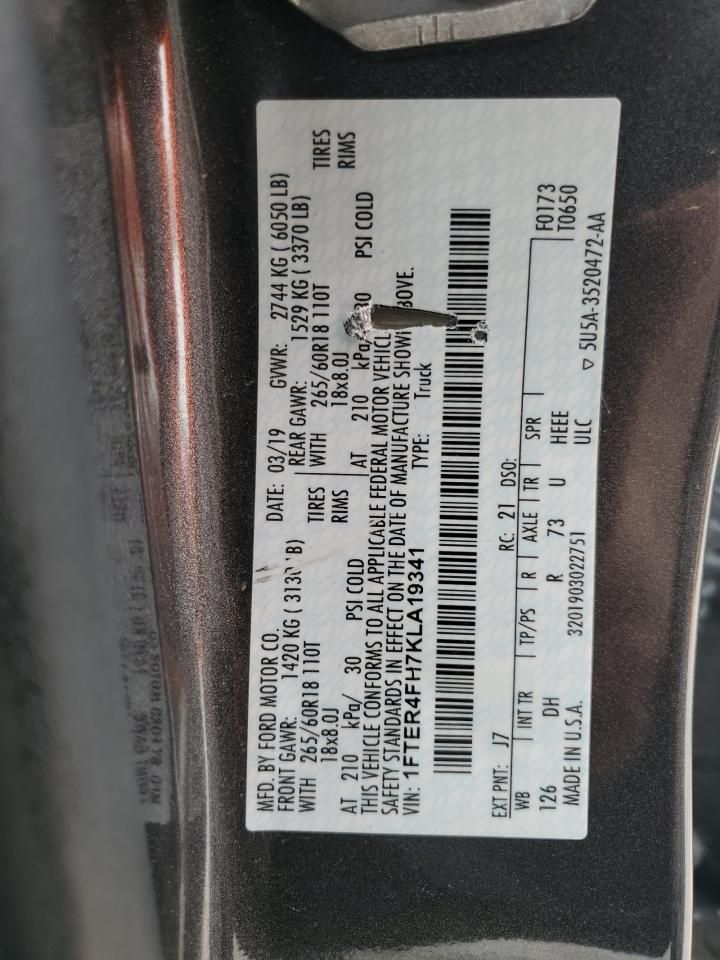 MFD. BY FORD MOTOR CO. DATE: 03/19 GVWR: 2744 KG ( 6050 LB)
FRONT GAWR: 1420 KG ( LB) REAR GAWR: 1529 KG ( 3370 LB)
WITH 265/60R18 110T TIRES WITH 265/60R18 110T TIRES
18x8.0J RIMS 18x8.0J RIMS
AT 210 kPa/ 30 PSI COLD AT 210 kPa/ PSI COLD
THIS VEHICLE CONFORMS TO ALL APPLICABLE FEDERAL MOTOR
SAFETY STANDARDS IN EFFECT ON THE DATE OF MANUFACTURE
VIN: 1FTER4FH7KLA19341 TYPE: Truck
EXT PNT: J7 RC: 21 DSO:
WB INT TR TP/PS R AXLE TR SPR F0173
126 DH R 73 U HEEE T0650
MADE IN U.S.A. 3201903022751 ULC
▽ 5U5A-3520472-AA